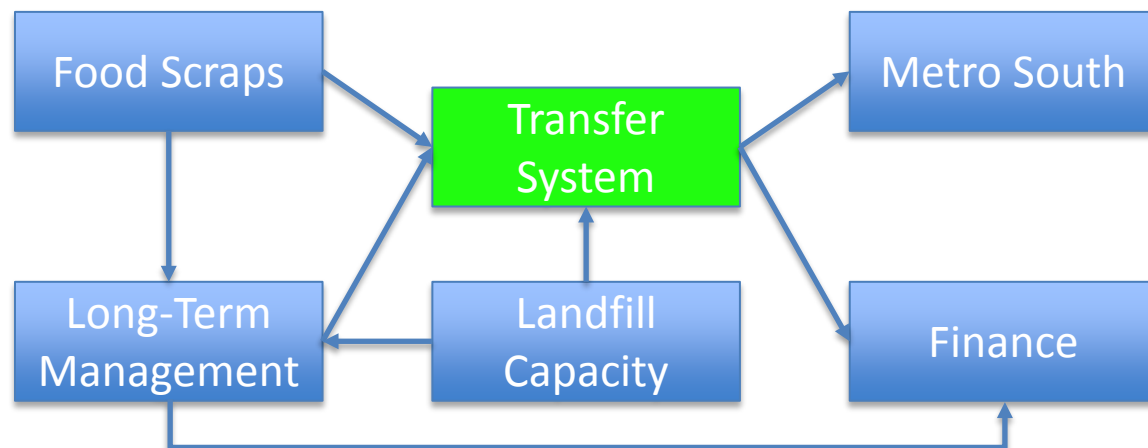 Food Scraps
Transfer
System
Metro South
Long-Term
Management
Landfill
Capacity
Finance